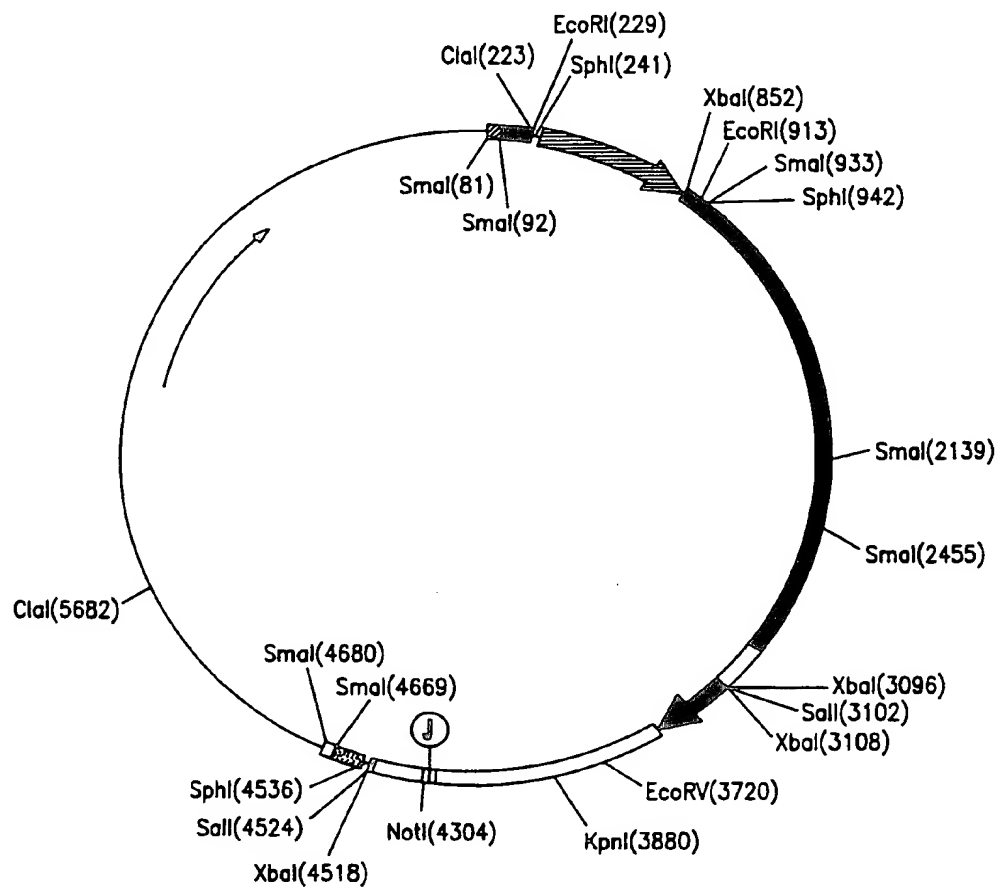 EcoRI(229)
ClaI(223)
SphI(241)
XbaI(852)
EcoRI(913)
SmaI(933)
SphI(942)
SmaI(81)
SmaI(92)
SmaI(2139)
SmaI(2455)
ClaI(5682)
SmaI(4680)
SmaI(4669)
XbaI(3096)
SalI(3102)
XbaI(3108)
J
SphI(4536)
EcoRV(3720)
SalI(4524)
NotI(4304)
KpnI(3880)
XbaI(4518)